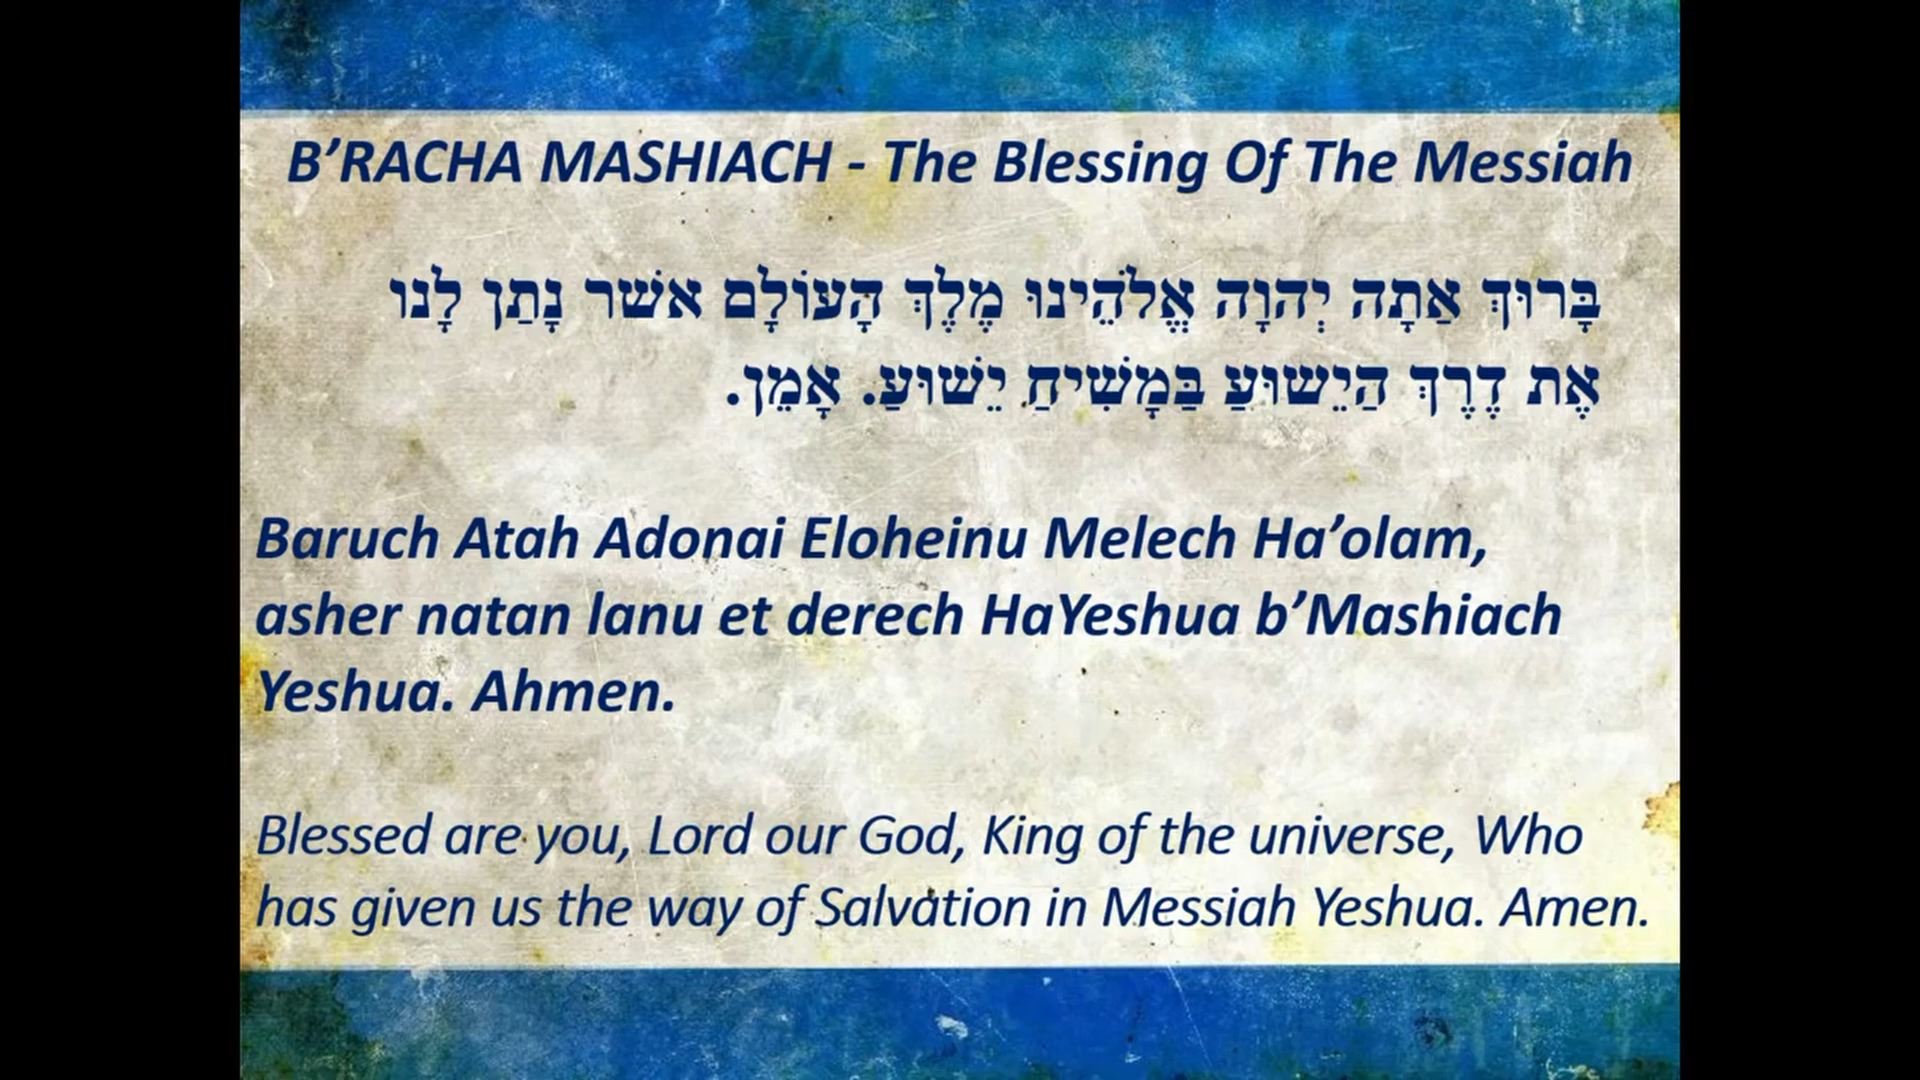 B’RACHA MASHIACH - The Blessing Of The Messiah
בָּרוּךְ אַתָה יְהוָה אֱלֹהֵינוּ מֶלֶךְ הָעוֹלָם אשׁר נָתַן לָנוּ
אֶת דֶרֶךְ הַיֵשוּעַ בַּמָשִׁיחַ יֵשׁוּעַ. אָמֵן.
Baruch Atah Adonai Eloheinu Melech Ha’olam,
asher natan lanu et derech HaYeshua b’Mashiach
Yeshua. Ahmen.
Blessed are you, Lord our God, King of the universe, Who
has given us the way of Salvation in Messiah Yeshua. Amen.